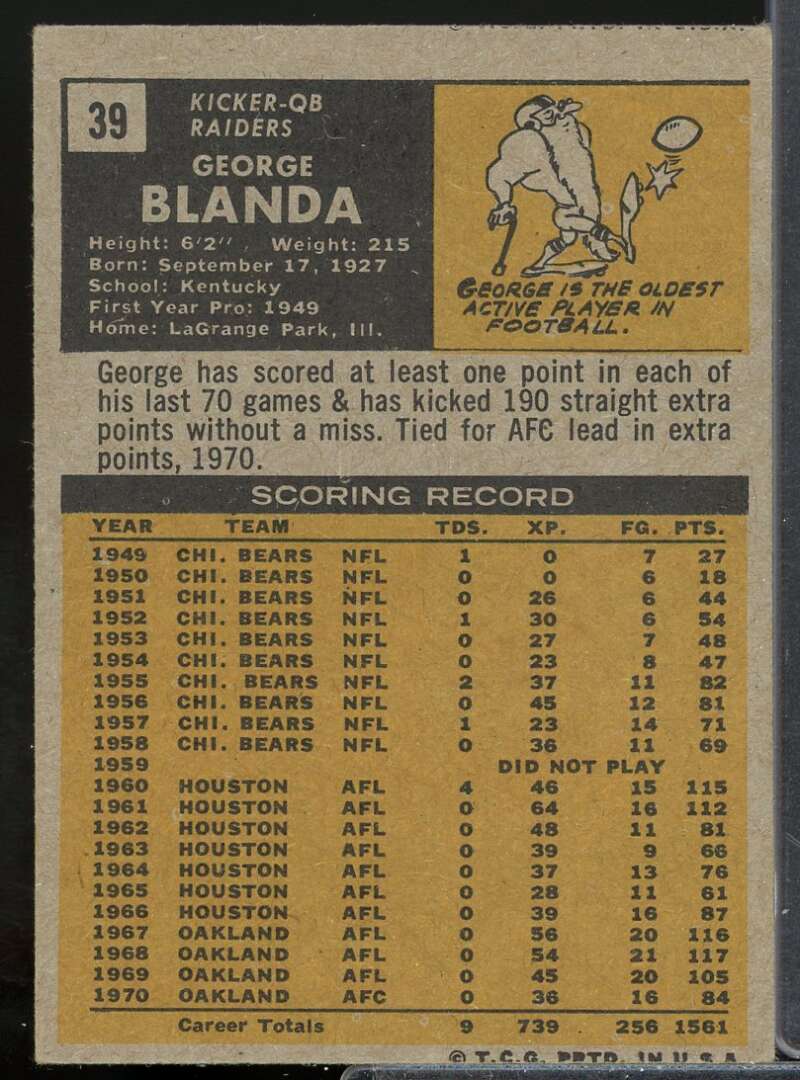 39
KICKER-QB
RAIDERS
GEORGE
BLANDA
Height: 6'2" Weight: 215
Born: September 17, 1927
School: Kentucky
First Year Pro: 1949
Home: LaGrange Park, Ill.
GEORGE IS THE OLDEST
ACTIVE PLAYER IN
FOOTBALL.
George has scored at least one point in each of
his last 70 games & has kicked 190 straight extra
points without a miss. Tied for AFC lead in extra
points, 1970.
SCORING RECORD
YEAR TEAM TDS. XP. FG. PTS.
1949 CHI. BEARS NFL 1 0 7 27
1950 CHI. BEARS NFL 0 0 6 18
1951 CHI. BEARS NFL 0 26 6 44
1952 CHI. BEARS NFL 1 30 6 54
1953 CHI. BEARS NFL 0 27 7 48
1954 CHI. BEARS NFL 0 23 8 47
1955 CHI. BEARS NFL 2 37 11 82
1956 CHI. BEARS NFL 0 45 12 81
1957 CHI. BEARS NFL 1 23 14 71
1958 CHI. BEARS NFL 0 36 11 69
1959 DID NOT PLAY
1960 HOUSTON AFL 4 46 15 115
1961 HOUSTON AFL 0 64 16 112
1962 HOUSTON AFL 0 48 11 81
1963 HOUSTON AFL 0 39 9 66
1964 HOUSTON AFL 0 37 13 76
1965 HOUSTON AFL 0 28 11 61
1966 HOUSTON AFL 0 39 16 87
1967 OAKLAND AFL 0 56 20 116
1968 OAKLAND AFL 0 54 21 117
1969 OAKLAND AFL 0 45 20 105
1970 OAKLAND AFC 0 36 16 84
Career Totals 9 739 256 1561
© T.C.G. PRTD. IN U.S.A.